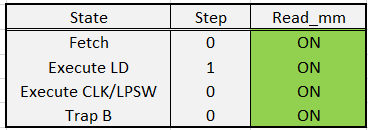 State Step Read_mm
Fetch 0 ON
Execute LD 1 ON
Execute CLK/LPSW 0 ON
Trap B 0 ON